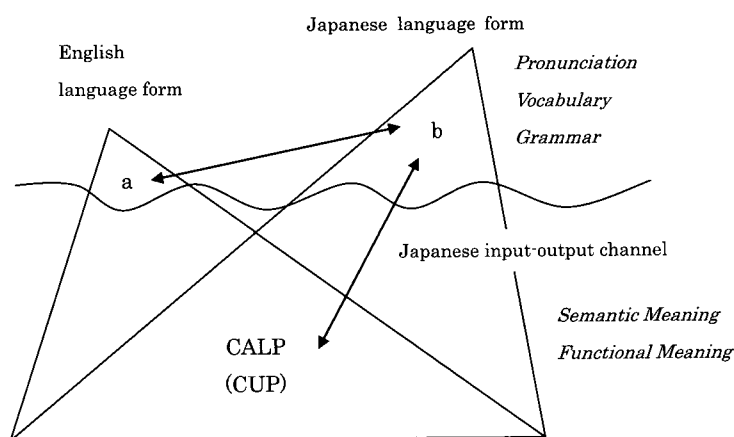 Japanese language form
English
language form
Pronunciation
Vocabulary
Grammar
a
b
Japanese input-output channel
Semantic Meaning
Functional Meaning
CALP
(CUP)